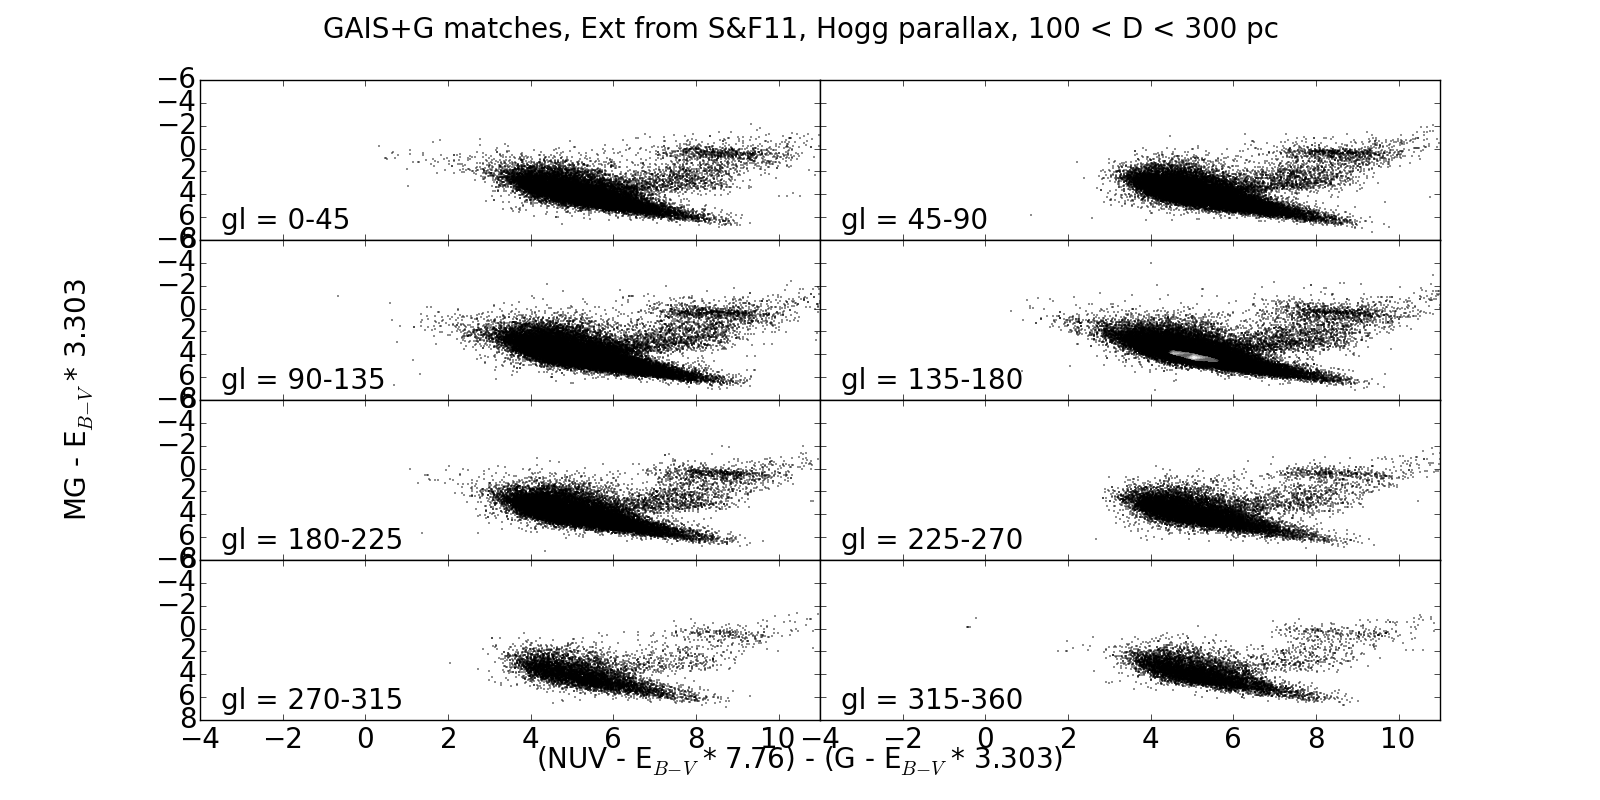 GAIS+G matches, Ext from S&F11, Hogg parallax, 100 < D < 300 pc
MG - E_{B−V} * 3.303
−6
−4
−2
0
2
4
6
8
gl = 0-45
gl = 45-90
−6
−4
−2
0
2
4
6
8
gl = 90-135
gl = 135-180
−6
−4
−2
0
2
4
6
8
gl = 180-225
gl = 225-270
−6
−4
−2
0
2
4
6
8
gl = 270-315
gl = 315-360
−4 −2 0 2 4 6 8 10 −4 −2 0 2 4 6 8 10
(NUV - E_{B−V} * 7.76) - (G - E_{B−V} * 3.303)